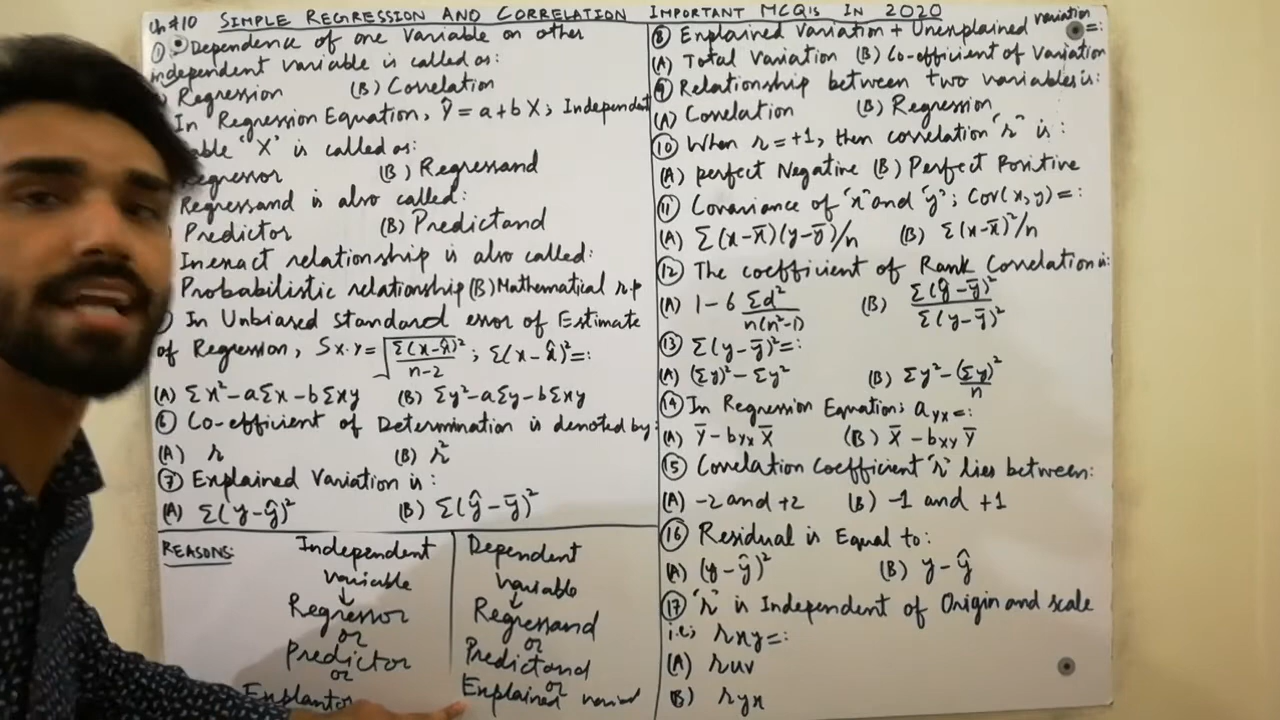 Ch #10 SIMPLE REGRESSION AND CORRELATION IMPORTANT MCQ'S IN 2020
① Dependence of one variable on other
independent variable is called as:
Regression (B) Correlation
In Regression Equation, Ŷ = a + b X; Independent
"X" is called as:
Regressor (B) Regressand
Regressand is also called:
Predictor (B) Predictand
Inexact relationship is also called:
Probabilistic relationship (B) Mathematical r.p
In Unbiased Standard error of Estimate
of Regression, Sx.y = √Σ(x-x̂)²/n-2 ; Σ(x-x̂)²=:
(A) Σx²-aΣx-bΣxy (B) Σy²-aΣy-bΣxy
⑥ Co-efficient of Determination is denoted by:
(A) r (B) r²
⑦ Explained Variation is:
(A) Σ(y-ŷ)² (B) Σ(ŷ-ȳ)²
REASONS:
Independent
variable
↓
Regressor
or
Predictor
or
Dependent
variable
↓
Regressand
or
Predictand
or
Explained
⑧ Explained Variation + Unexplained variation =:
(A) Total Variation (B) Co-efficient of Variation
⑨ Relationship between two variables is:
(A) Correlation (B) Regression
⑩ When r = +1, then correlation "r" is:
(A) perfect Negative (B) Perfect Positive
⑪ Covariance of "x" and "y"; Cov(x,y)=:
(A) Σ(x-x̄)(y-ȳ)/n (B) Σ(x-x̄)²/n
⑫ The coefficient of Rank Correlation is:
(A) 1-6 Σd²/n(n²-1) (B) Σ(ŷ-ȳ)²/Σ(y-ȳ)²
⑬ Σ(y-ȳ)²=:
(A) (Σy)²-Σy² (B) Σy²-(Σy)²/n
⑭ In Regression Equation; ayx=:
(A) Ȳ-byx X̄ (B) X̄-bxy Ȳ
⑮ Correlation Coefficient "r" lies between:
(A) -2 and +2 (B) -1 and +1
⑯ Residual is Equal to:
(A) (y-ŷ)² (B) y-ŷ
⑰ "r" is Independent of Origin and scale
i.e; rxy=:
(A) ruv
(B) ryx